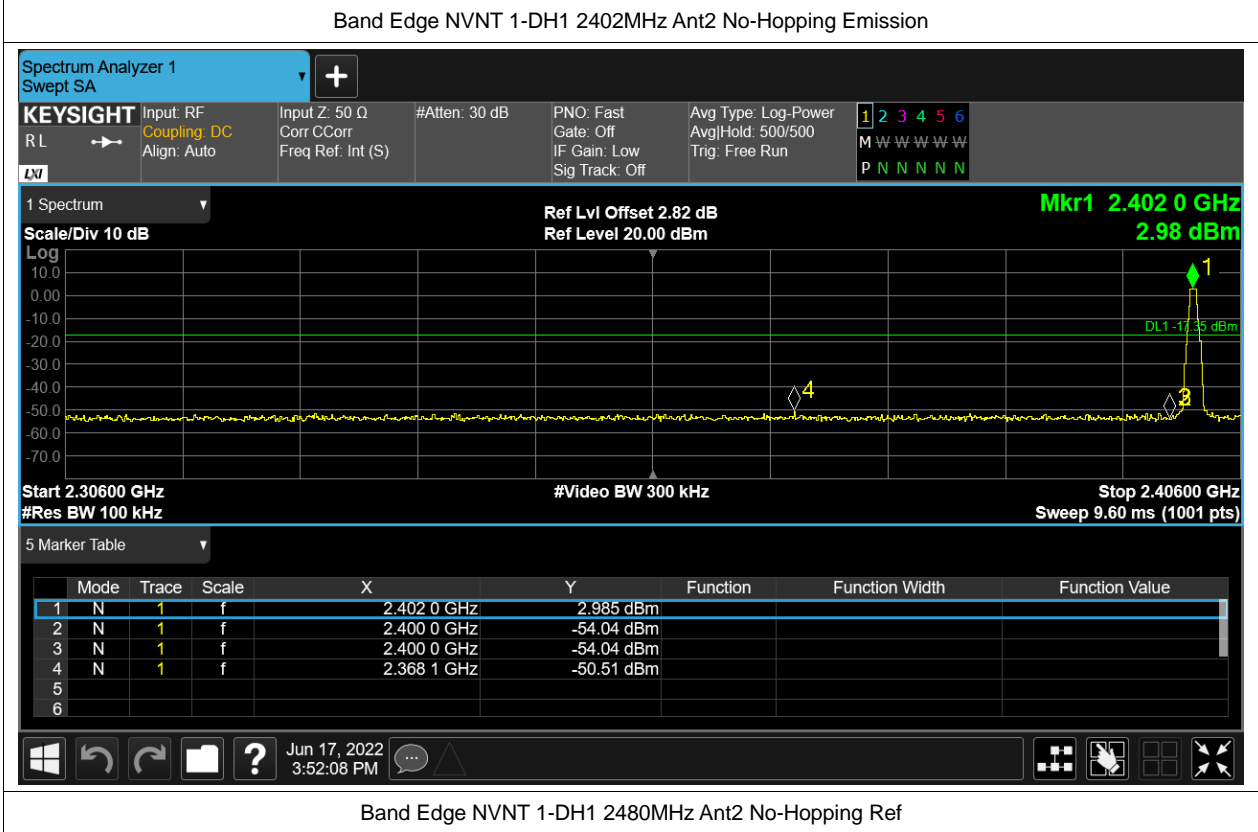 Band Edge NVNT 1-DH1 2402MHz Ant2 No-Hopping Emission
Spectrum Analyzer 1
Swept SA
KEYSIGHT
RL
LXI
Input: RF
Coupling: DC
Align: Auto
Input Z: 50 Ω
Corr CCorr
Freq Ref: Int (S)
#Atten: 30 dB
PNO: Fast
Gate: Off
IF Gain: Low
Sig Track: Off
Avg Type: Log-Power
Avg|Hold: 500/500
Trig: Free Run
1 2 3 4 5 6
M W W W W W
P N N N N N
1 Spectrum
Scale/Div 10 dB
Ref Lvl Offset 2.82 dB
Ref Level 20.00 dBm
Mkr1 2.402 0 GHz
2.98 dBm
Log
10.0
0.00
-10.0
-20.0
-30.0
-40.0
-50.0
-60.0
-70.0
1
DL1 -17.35 dBm
4
3
Start 2.30600 GHz
#Video BW 300 kHz
Stop 2.40600 GHz
#Res BW 100 kHz
Sweep 9.60 ms (1001 pts)
5 Marker Table
Mode Trace Scale X Y Function Function Width Function Value
1 N 1 f 2.402 0 GHz 2.985 dBm
2 N 1 f 2.400 0 GHz -54.04 dBm
3 N 1 f 2.400 0 GHz -54.04 dBm
4 N 1 f 2.368 1 GHz -50.51 dBm
5
6
?
Jun 17, 2022
3:52:08 PM
Band Edge NVNT 1-DH1 2480MHz Ant2 No-Hopping Ref